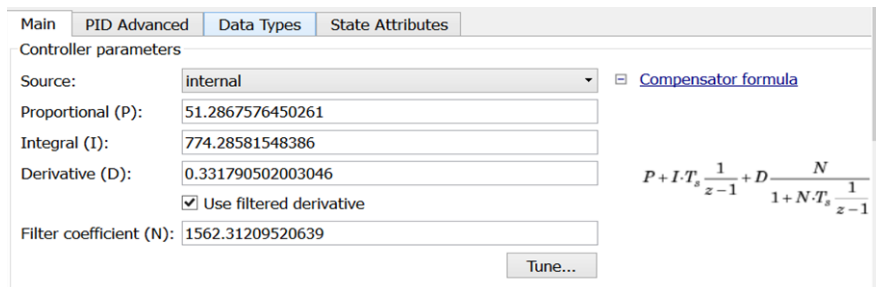 Main PID Advanced Data Types State Attributes
Controller parameters
Source: internal
Compensator formula
Proportional (P): 51.2867576450261
Integral (I): 774.28581548386
Derivative (D): 0.331790502003046
P + I·T_s 1/(z−1) + D N/(1 + N·T_s 1/(z−1))
Use filtered derivative
Filter coefficient (N): 1562.31209520639
Tune...